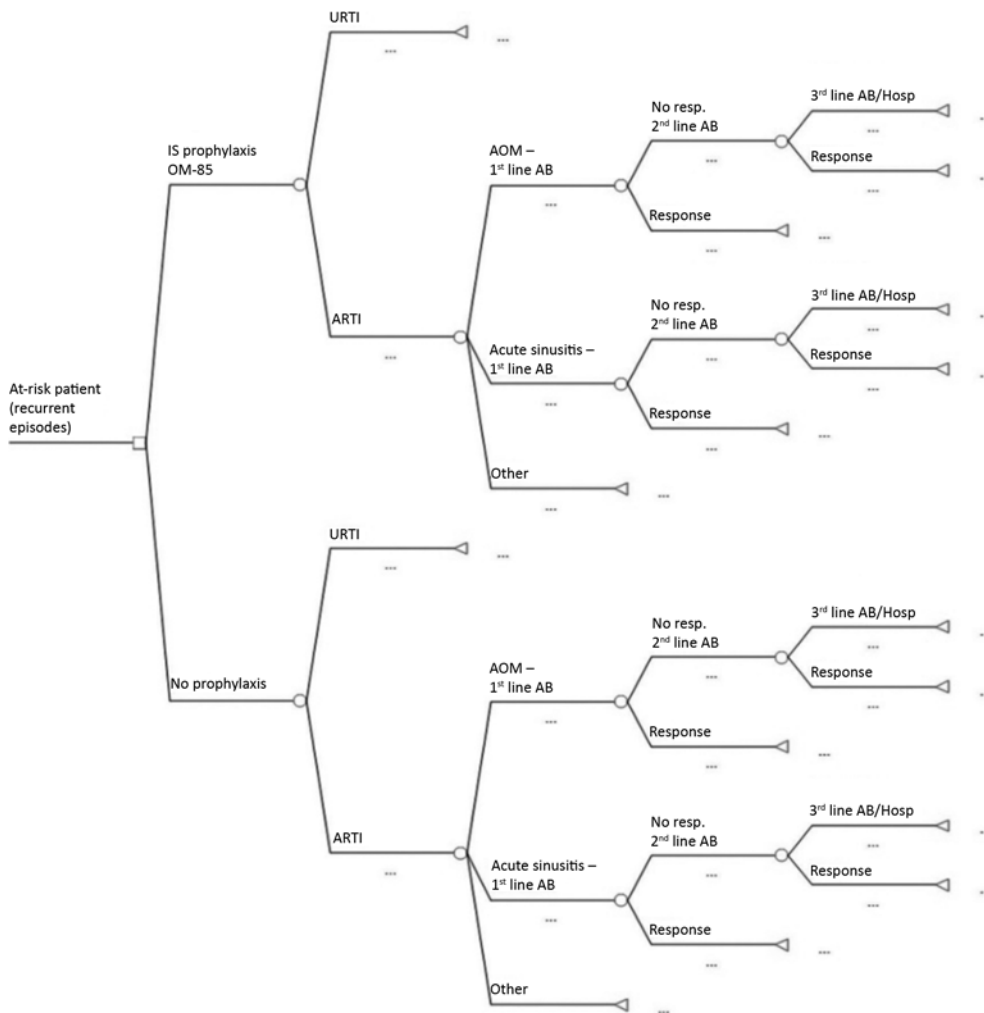 URTI
...
...
3rd line AB/Hosp
...
...
No resp.
2nd line AB
...
Response
...
...
IS prophylaxis
OM-85
AOM –
1st line AB
...
Response
...
...
ARTI
...
No resp.
2nd line AB
...
3rd line AB/Hosp
...
...
Response
...
...
Acute sinusitis –
1st line AB
...
Response
...
...
At-risk patient
(recurrent
episodes)
Other
...
...
URTI
...
...
3rd line AB/Hosp
...
...
No resp.
2nd line AB
...
Response
...
...
No prophylaxis
AOM –
1st line AB
...
Response
...
...
ARTI
...
No resp.
2nd line AB
...
3rd line AB/Hosp
...
...
Response
...
...
Acute sinusitis –
1st line AB
...
Response
...
...
Other
...
...